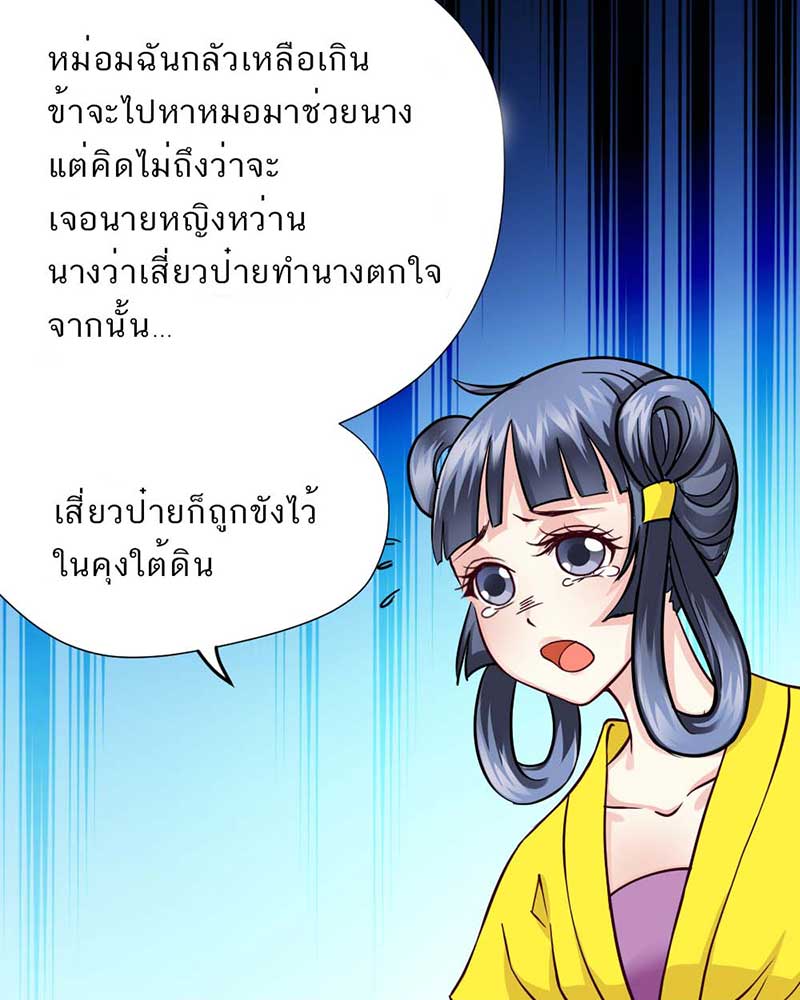 หม่อมฉันกลัวเหลือเกิน
ข้าจะไปหาหมอมาช่วยนาง
แต่คิดไม่ถึงว่าจะ
เจอนายหญิงหว่าน
นางว่าเสี่ยวป๋ายทำนางตกใจ
จากนั้น...
เสี่ยวป๋ายก็ถูกขังไว้
ในคุงใต้ดิน